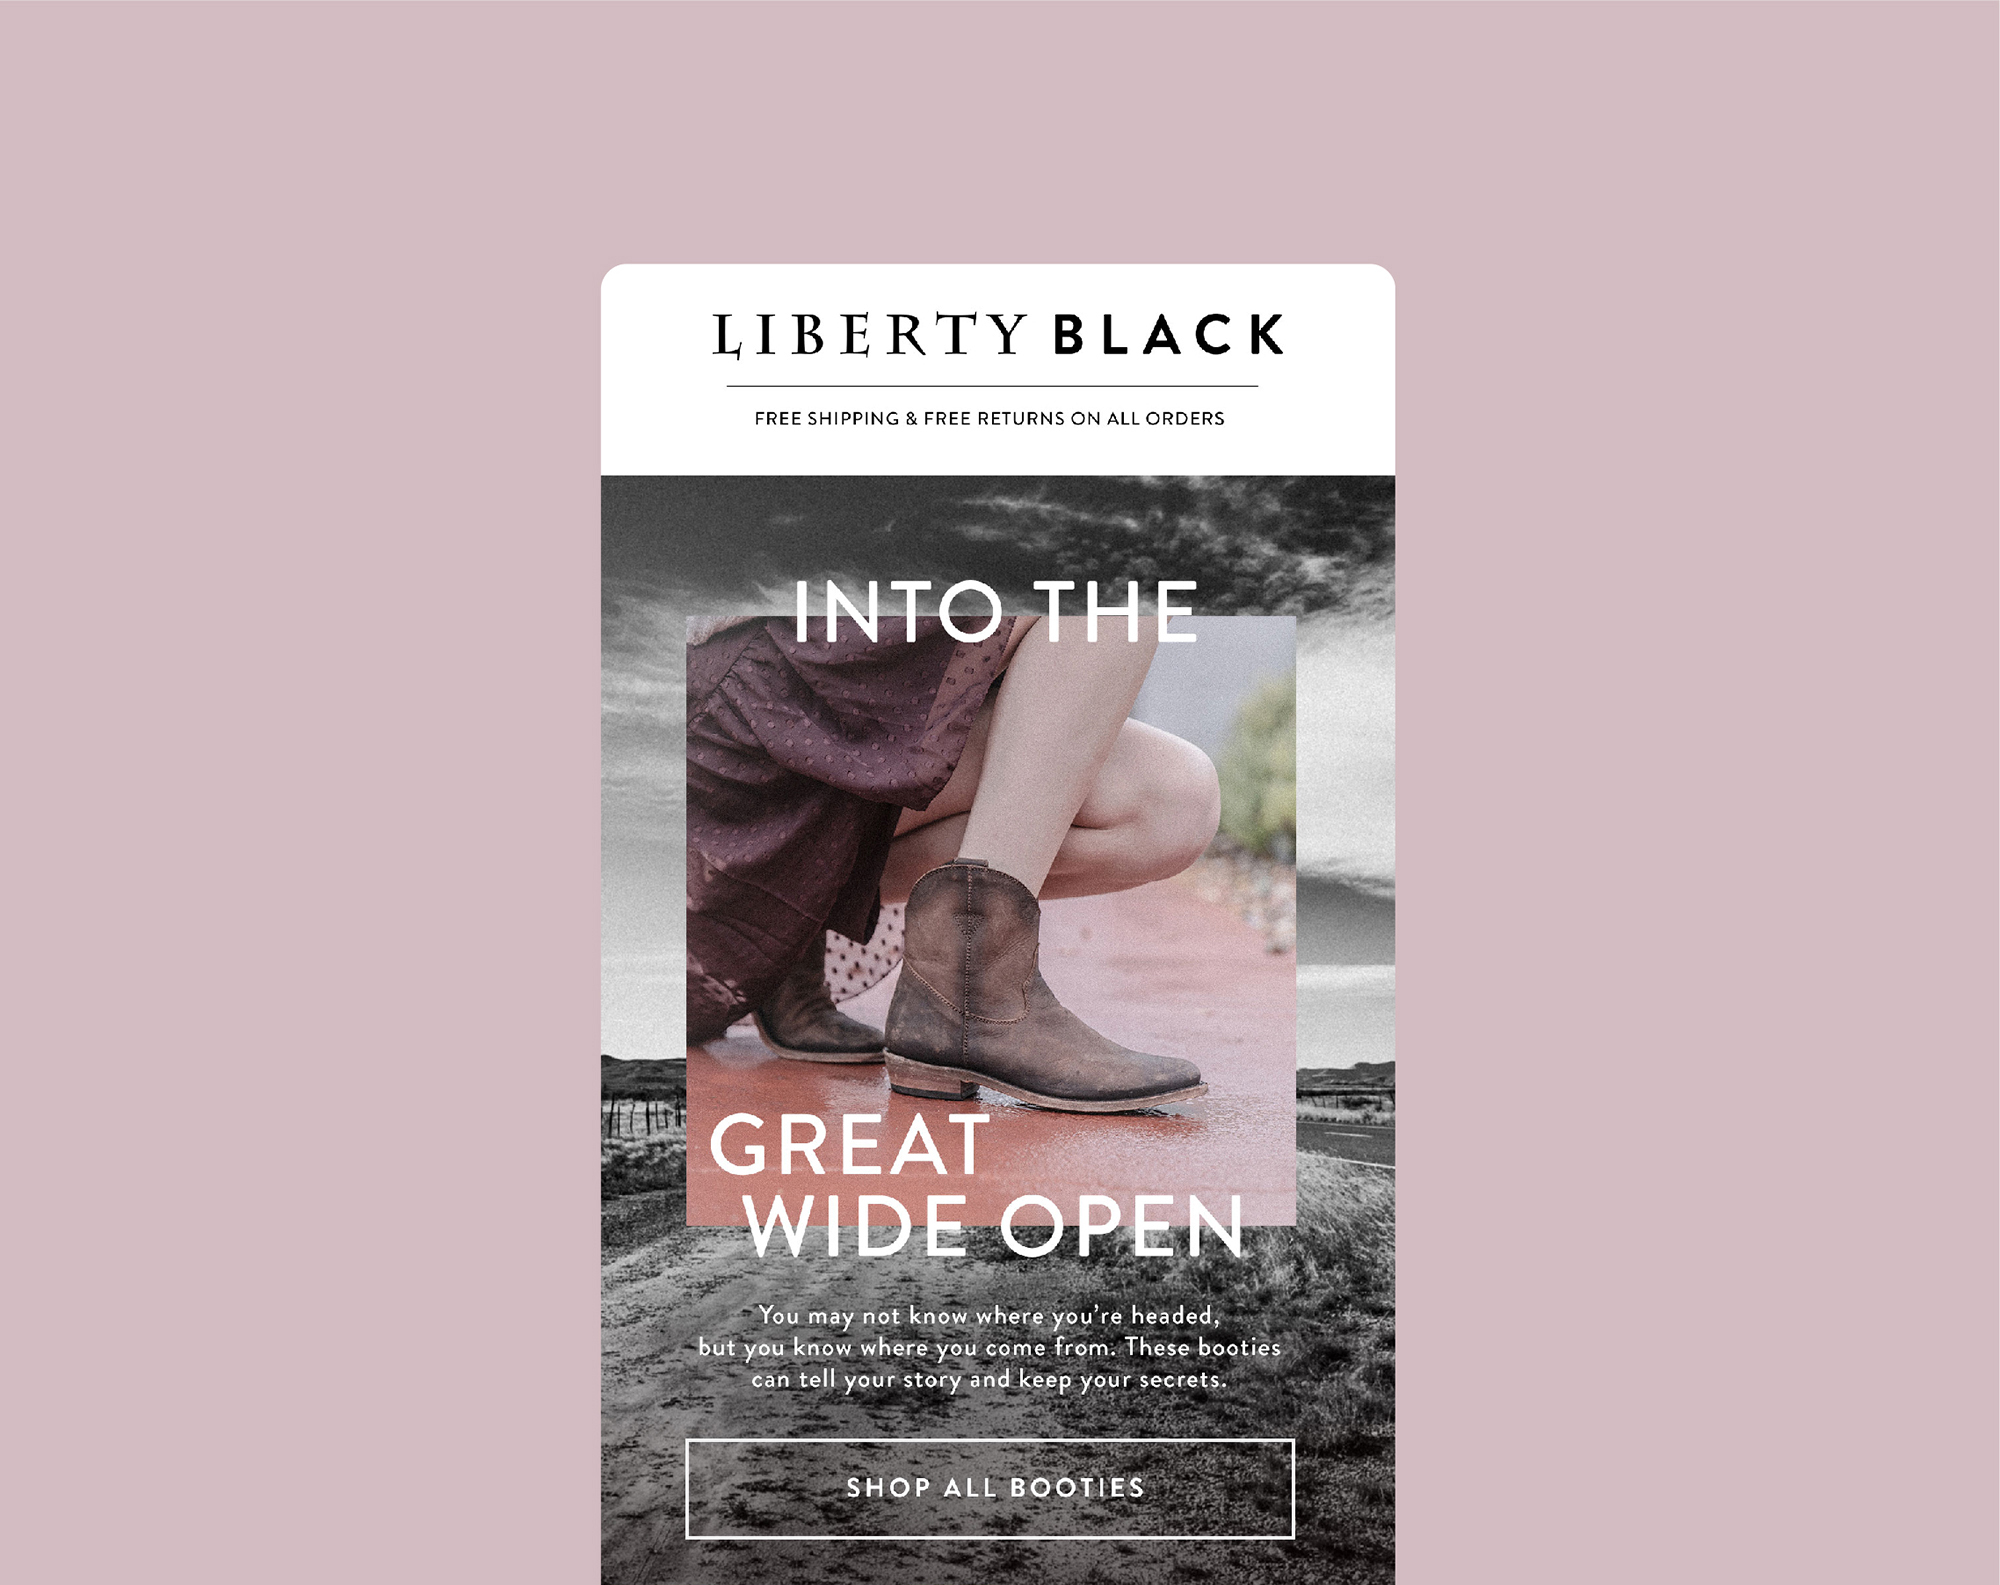 LIBERTY BLACK
FREE SHIPPING & FREE RETURNS ON ALL ORDERS
INTO THE
GREAT
WIDE OPEN
You may not know where you're headed,
but you know where you come from. These booties
can tell your story and keep your secrets.
SHOP ALL BOOTIES